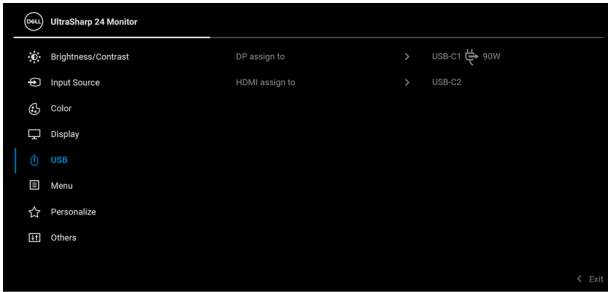 DELL UltraSharp 24 Monitor
Brightness/Contrast DP assign to > USB-C1 90W
Input Source HDMI assign to > USB-C2
Color
Display
USB
Menu
Personalize
Others
< Exit